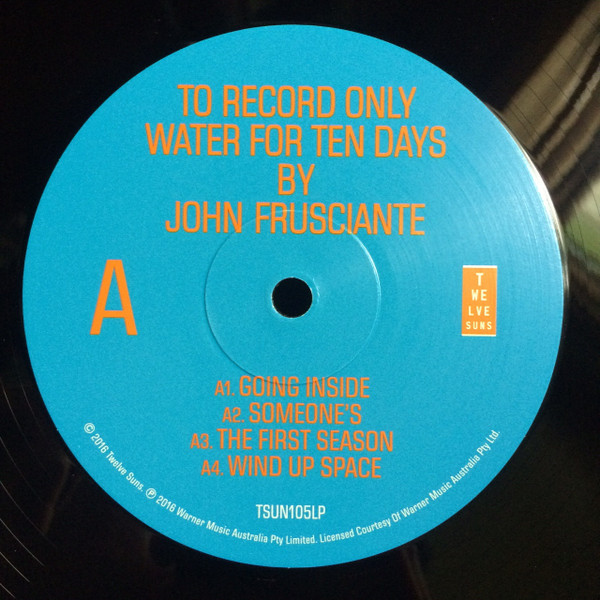 TO RECORD ONLY
WATER FOR TEN DAYS
BY
JOHN FRUSCIANTE
A
T
WE
LVE
SUNS
A1. GOING INSIDE
A2. SOMEONE'S
A3. THE FIRST SEASON
A4. WIND UP SPACE
TSUN105LP
© 2016 Twelve Suns. ℗ 2016 Warner Music Australia Pty Limited. Licensed Courtesy Of Warner Music Australia Pty Ltd.